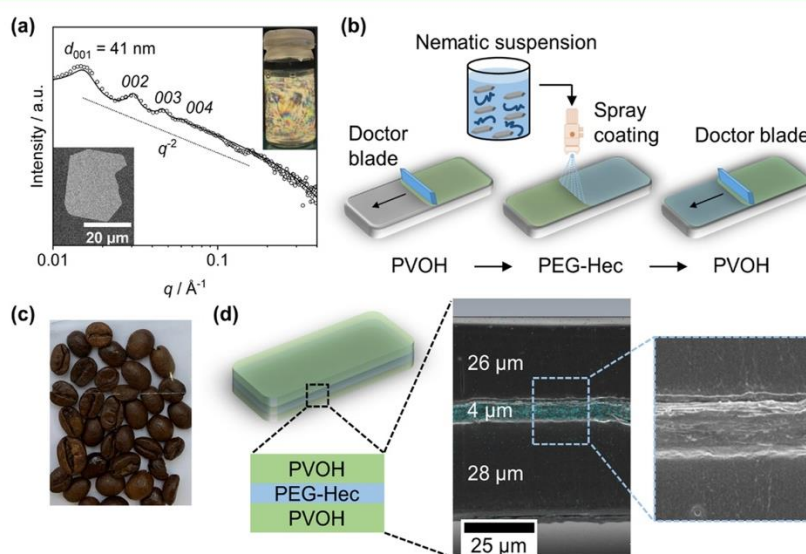 (a)
d001 = 41 nm
002
003
004
q-2
20 μm
Intensity / a.u.
0.01
0.1
q / Å-1
(b)
Nematic suspension
Doctor
blade
Spray
coating
Doctor blade
PVOH → PEG-Hec → PVOH
(c)
(d)
PVOH
PEG-Hec
PVOH
26 μm
4 μm
28 μm
25 μm